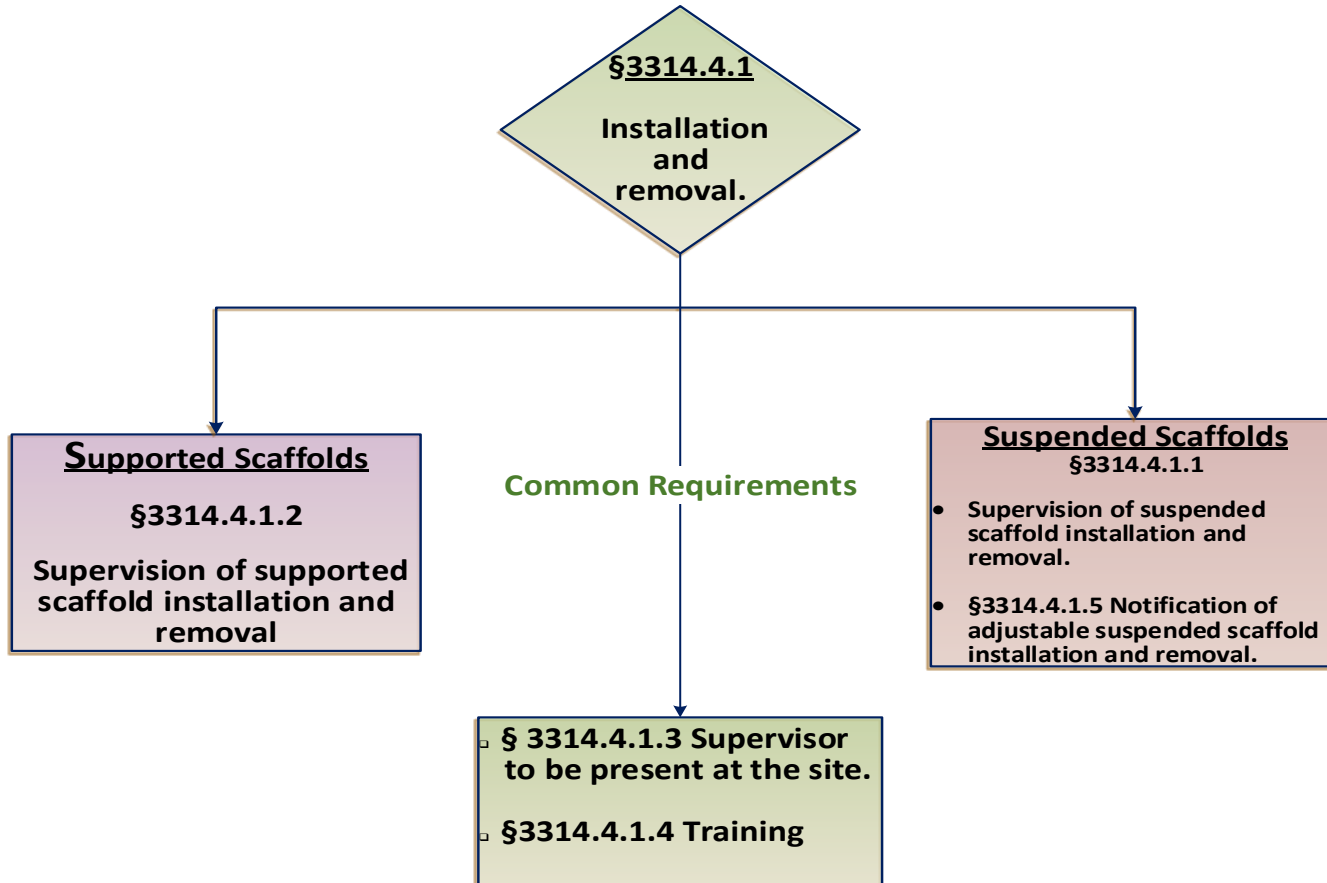 §3314.4.1
Installation
and
removal.
Supported Scaffolds
§3314.4.1.2
Supervision of supported
scaffold installation and
removal
Common Requirements
Suspended Scaffolds
§3314.4.1.1
• Supervision of suspended
scaffold installation and
removal.
• §3314.4.1.5 Notification of
adjustable suspended scaffold
installation and removal.
§ 3314.4.1.3 Supervisor
to be present at the site.
§3314.4.1.4 Training